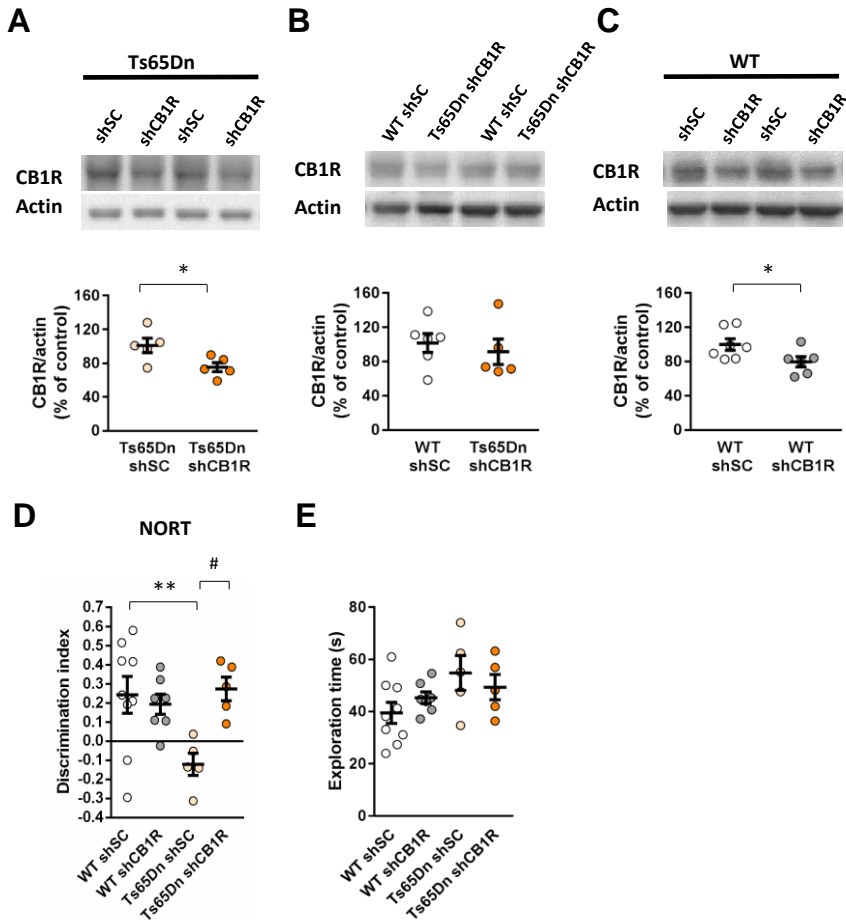 A
Ts65Dn
shSC shCB1R shSC shCB1R
CB1R
Actin
*
160
120
80
40
0
CB1R/actin
(% of control)
Ts65Dn Ts65Dn
shSC shCB1R
B
WT shSC Ts65Dn shCB1R WT shSC Ts65Dn shCB1R
CB1R
Actin
160
120
80
40
0
CB1R/actin
(% of control)
WT Ts65Dn
shSC shCB1R
C
WT
shSC shCB1R shSC shCB1R
CB1R
Actin
*
160
120
80
40
0
CB1R/actin
(% of control)
WT WT
shSC shCB1R
D
NORT
** #
0.7
0.6
0.5
0.4
0.3
0.2
0.1
0.0
-0.1
-0.2
-0.3
-0.4
Discrimination index
WT shSC
WT shCB1R
Ts65Dn shSC
Ts65Dn shCB1R
E
80
60
40
20
0
Exploration time (s)
WT shSC
WT shCB1R
Ts65Dn shSC
Ts65Dn shCB1R